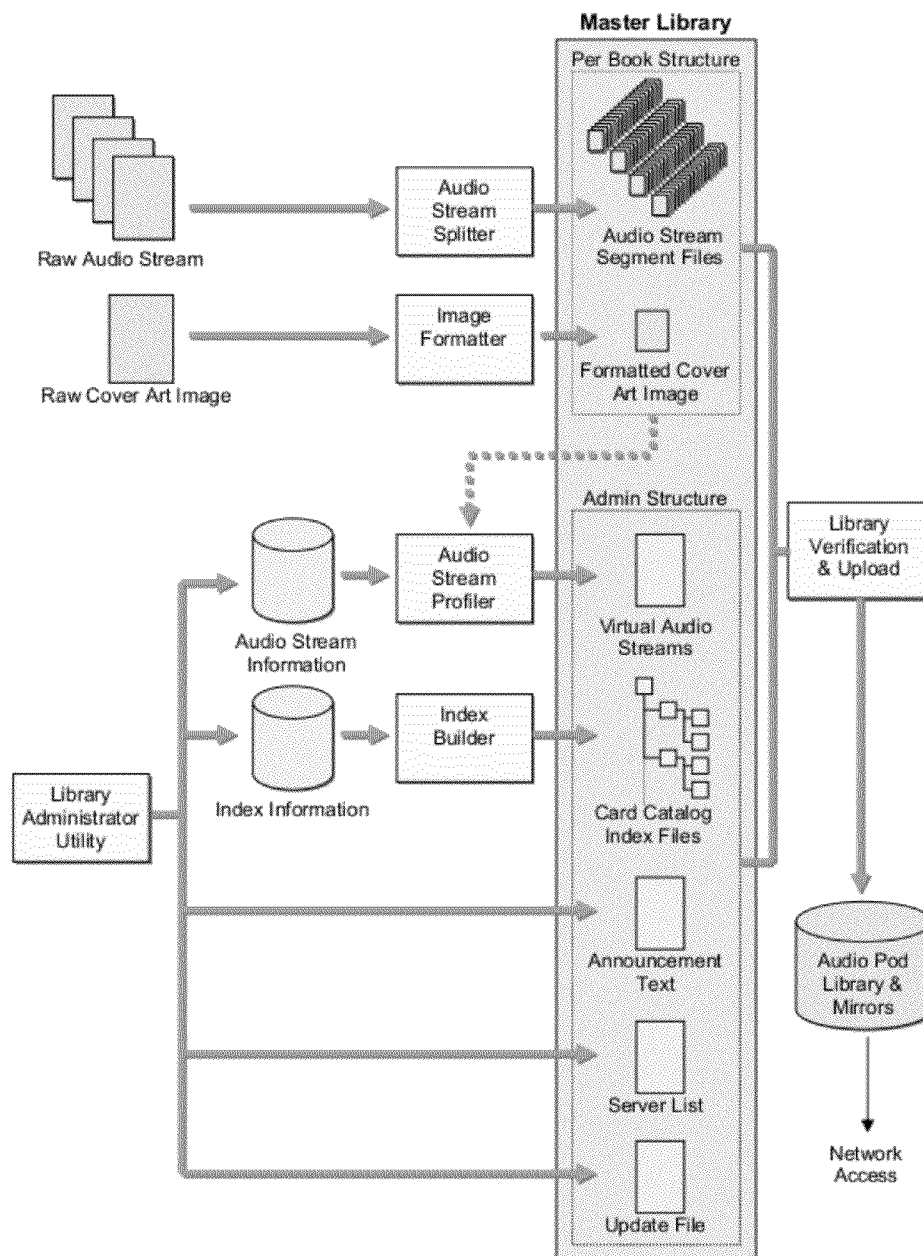 Master Library
Per Book Structure
Raw Audio Stream
Audio
Stream
Splitter
Audio Stream
Segment Files
Raw Cover Art Image
Image
Formatter
Formatted Cover
Art Image
Admin Structure
Audio Stream
Information
Audio
Stream
Profiler
Virtual Audio
Streams
Library
Verification
& Upload
Index Information
Index
Builder
Card Catalog
Index Files
Library
Administrator
Utility
Announcement
Text
Audio Pod
Library &
Mirrors
Server List
Network
Access
Update File